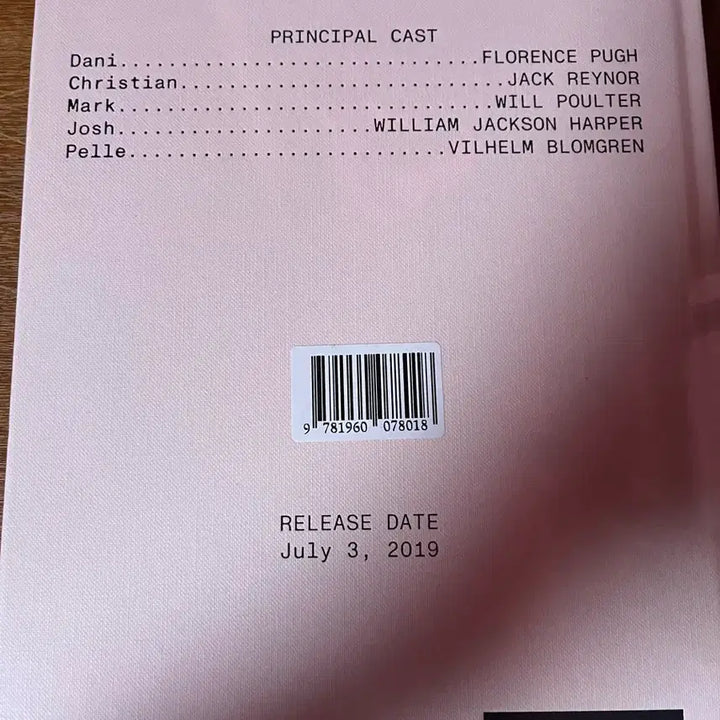 PRINCIPAL CAST
Dani..............................FLORENCE PUGH
Christian...........................JACK REYNOR
Mark...............................WILL POULTER
Josh.....................WILLIAM JACKSON HARPER
Pelle..........................VILHELM BLOMGREN
9 781960 078018
RELEASE DATE
July 3, 2019